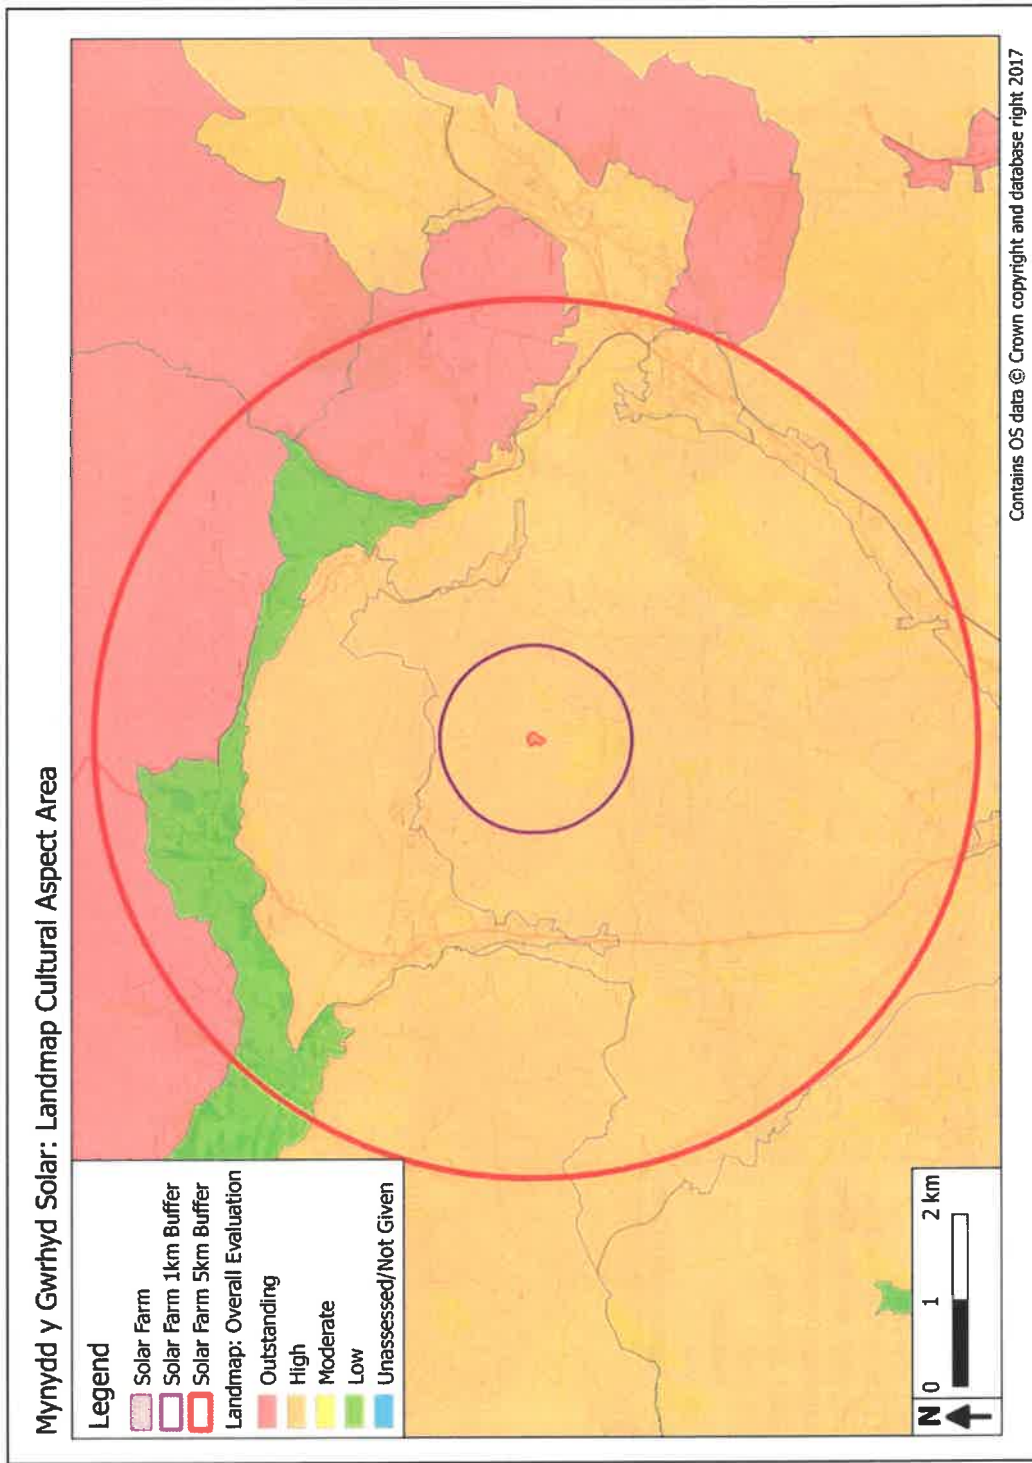 Mynydd y Gwrhyd Solar: Landmap Cultural Aspect Area
Legend
Solar Farm
Solar Farm 1km Buffer
Solar Farm 5km Buffer
Landmap: Overall Evaluation
Outstanding
High
Moderate
Low
Unassessed/Not Given
N
0 1 2 km
Contains OS data © Crown copyright and database right 2017